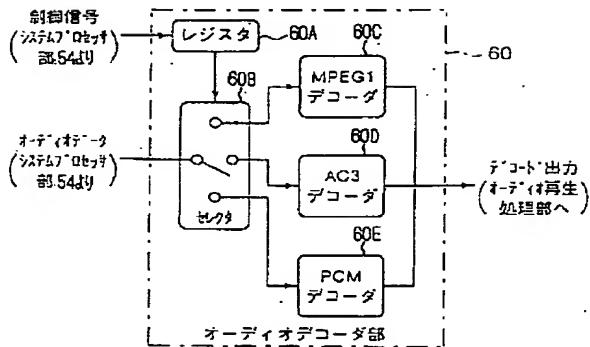 制御信号
(システムプロセッサ
部54より)
レジスタ
60A
60B
セレクタ
オーディオデータ
(システムプロセッサ
部54より)
60C
MPEG1
デコーダ
60D
AC3
デコーダ
60E
PCM
デコーダ
60
デコード出力
(オーディオ再生
処理部へ)
オーディオデコーダ部